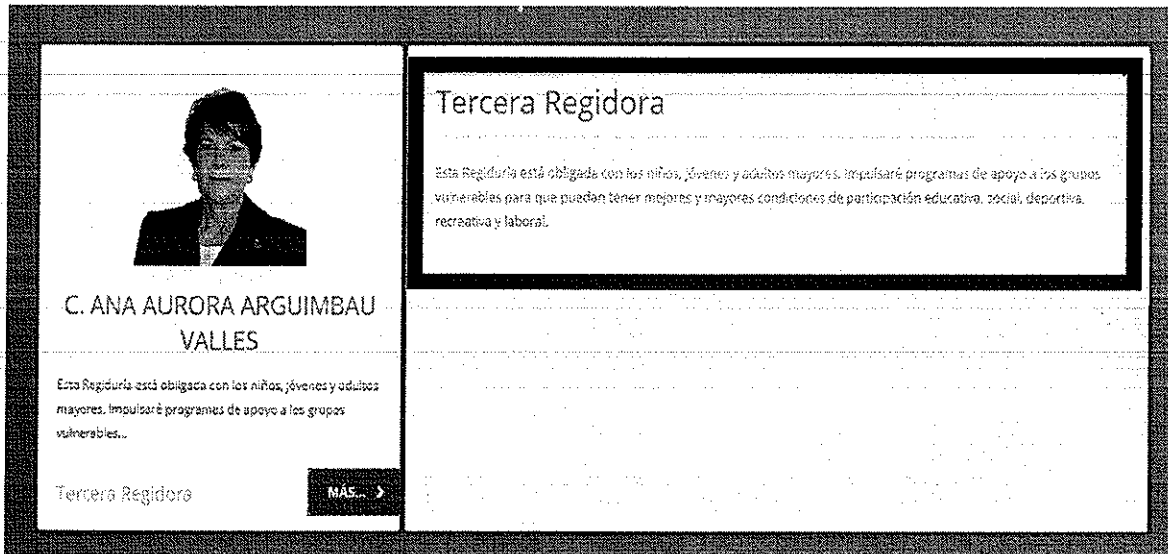 C. ANA AURORA ARGUIMBAU
VALLES
Esta Regiduría está obligada con los niños, jóvenes y adultos
mayores. Impulsaré programas de apoyo a los grupos
vulnerables...
Tercera Regidora
MÁS...
Tercera Regidora
Esta Regiduría está obligada con los niños, jóvenes y adultos mayores. Impulsaré programas de apoyo a los grupos
vulnerables para que puedan tener mejores y mayores condiciones de participación educativa, social, deportiva,
recreativa y laboral.